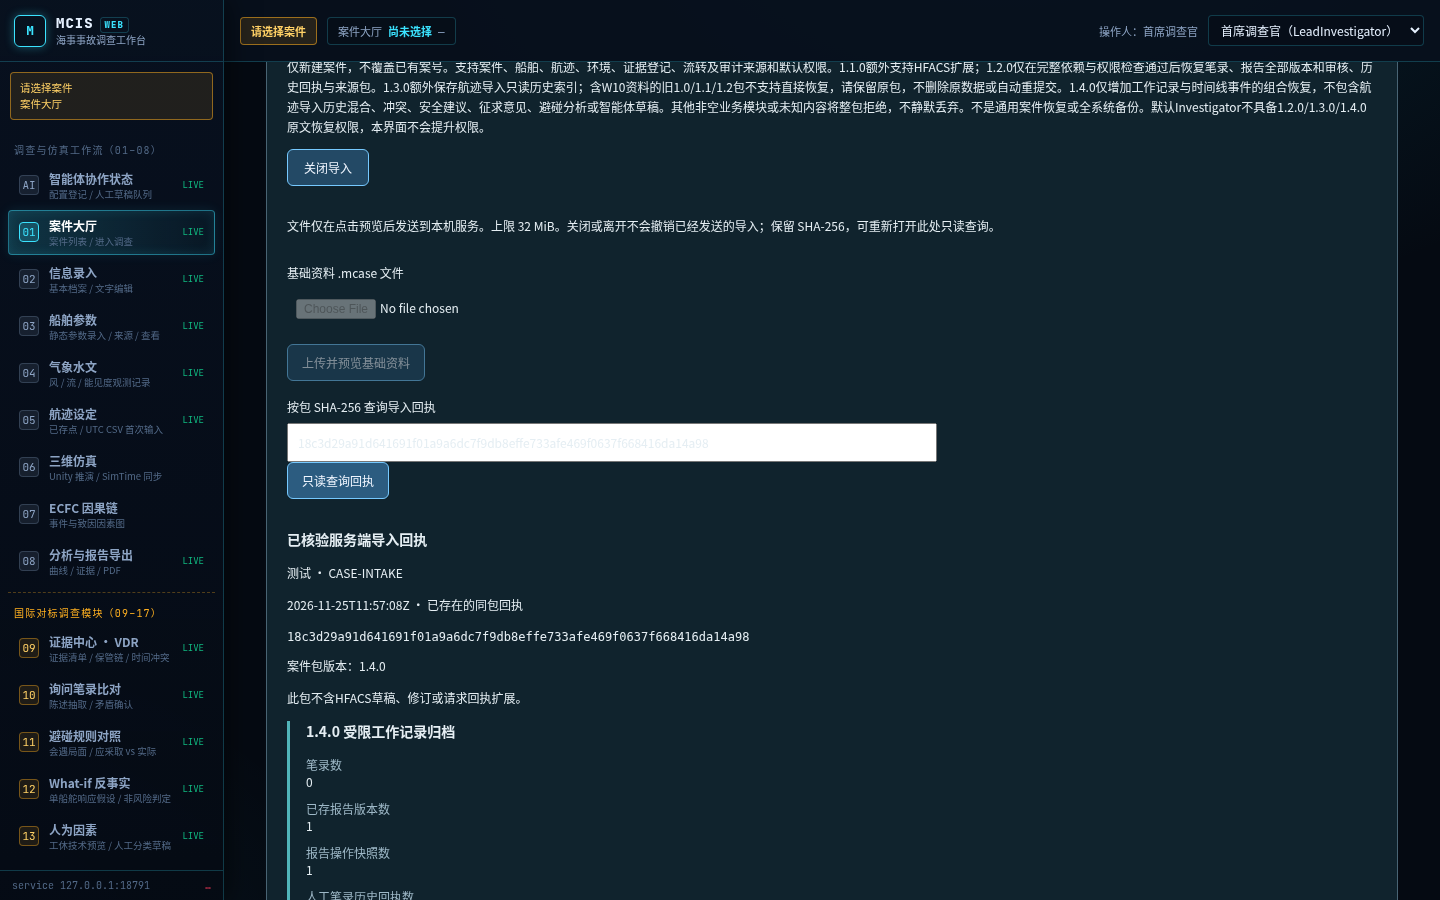 M
MCIS WEB
海事事故调查工作台
请选择案件
案件大厅
调查与仿真工作流（01-08）
AI 智能体协作状态 LIVE
配置登记 / 人工草稿队列
01 案件大厅 LIVE
案件列表 / 进入调查
02 信息录入 LIVE
基本档案 / 文字编辑
03 船舶参数 LIVE
静态参数录入 / 来源 / 查看
04 气象水文 LIVE
风 / 流 / 能见度观测记录
05 航迹设定 LIVE
已存点 / UTC CSV 首次输入
06 三维仿真
Unity 推演 / SimTime 同步
07 ECFC 因果链
事件与致因因素图
08 分析与报告导出 LIVE
曲线 / 证据 / PDF
国际对标调查模块（09-17）
09 证据中心 · VDR LIVE
证据清单 / 保管链 / 时间冲突
10 询问笔录比对 LIVE
陈述抽取 / 矛盾确认
11 避碰规则对照 LIVE
会遇局面 / 应采取 vs 实际
12 What-if 反事实 LIVE
单船舵响应假设 / 非风险判定
13 人为因素 LIVE
工休技术预览 / 人工分类草稿
service 127.0.0.1:18791 …
请选择案件
案件大厅 尚未选择 —
操作人：首席调查官
首席调查官（LeadInvestigator）
仅新建案件，不覆盖已有案号。支持案件、船舶、航迹、环境、证据登记、流转及审计来源和默认权限。1.1.0额外支持HFACS扩展；1.2.0仅在完整依赖与权限检查通过后恢复笔录、报告全部版本和审核、历
史回执与来源包。1.3.0额外保存航迹导入只读历史索引；含W10资料的旧1.0/1.1/1.2包不支持直接恢复，请保留原包，不删除原数据或自动重提交。1.4.0仅增加工作记录与时间线事件的组合恢复，不包含航
迹导入历史混合、冲突、安全建议、征求意见、避碰分析或智能体草稿。其他非空业务模块或未知内容将整包拒绝，不静默丢弃。不是通用案件恢复或全系统备份。默认Investigator不具备1.2.0/1.3.0/1.4.0
原文恢复权限，本界面不会提升权限。
关闭导入
文件仅在点击预览后发送到本机服务。上限 32 MiB。关闭或离开不会撤销已经发送的导入；保留 SHA-256，可重新打开此处只读查询。
基础资料 .mcase 文件
Choose File No file chosen
上传并预览基础资料
按包 SHA-256 查询导入回执
18c3d29a91d641691f01a9a6dc7f9db8effe733afe469f0637f668416da14a98
只读查询回执
已核验服务端导入回执
测试 · CASE-INTAKE
2026-11-25T11:57:08Z · 已存在的同包回执
18c3d29a91d641691f01a9a6dc7f9db8effe733afe469f0637f668416da14a98
案件包版本：1.4.0
此包不含HFACS草稿、修订或请求回执扩展。
1.4.0 受限工作记录归档
笔录数
0
已存报告版本数
1
报告操作快照数
1
人工笔录历史回执数